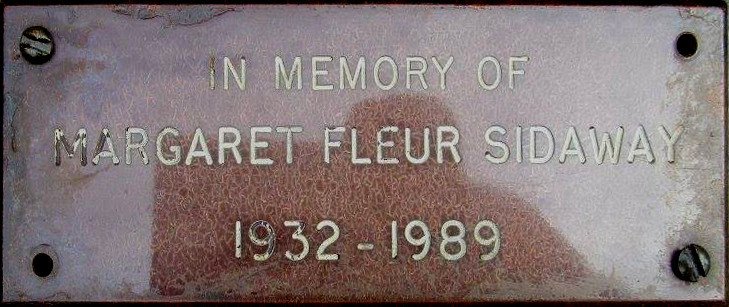 IN MEMORY OF
MARGARET FLEUR SIDAWAY
1932 - 1989